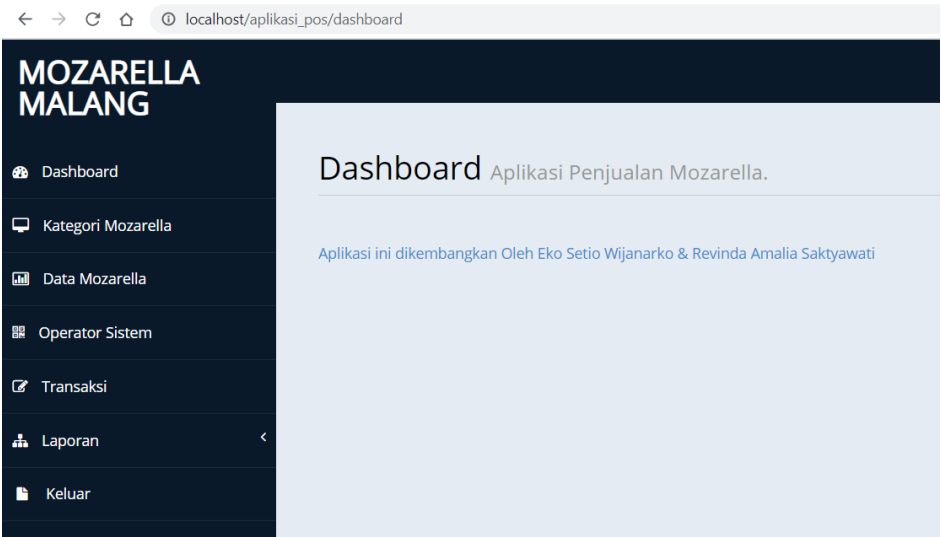 localhost/aplikasi_pos/dashboard
MOZARELLA
MALANG
Dashboard
Kategori Mozarella
Data Mozarella
Operator Sistem
Transaksi
Laporan
Keluar
Dashboard Aplikasi Penjualan Mozarella.
Aplikasi ini dikembangkan Oleh Eko Setio Wijanarko & Revinda Amalia Saktyawati